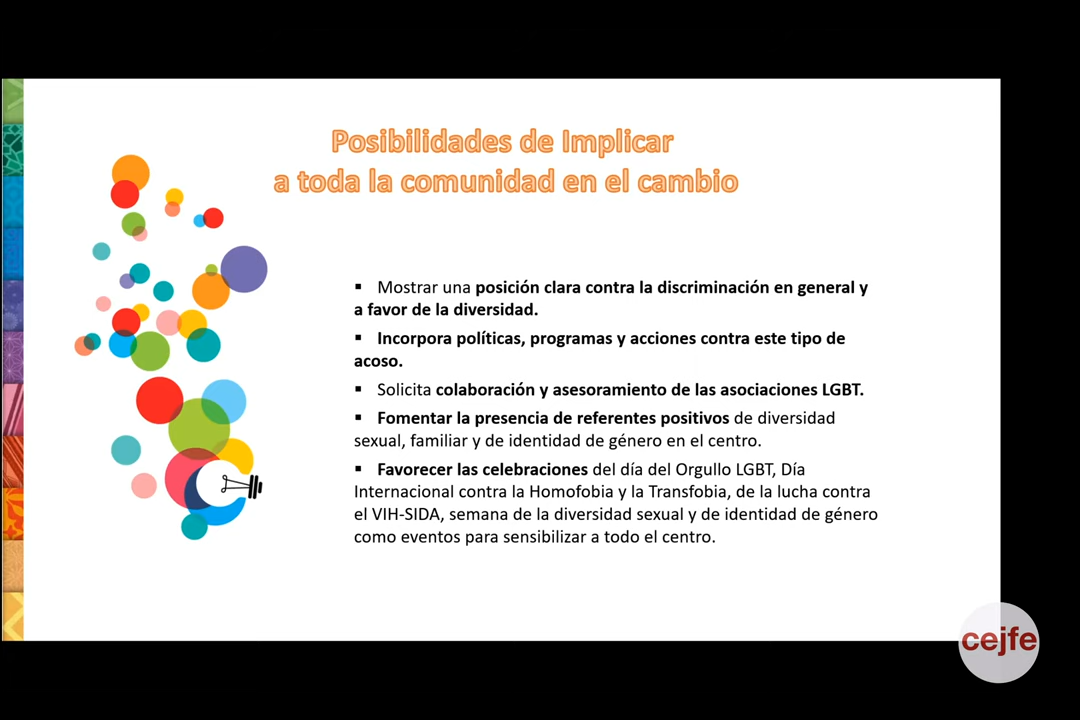 Posibilidades de Implicar
a toda la comunidad en el cambio
▪ Mostrar una posición clara contra la discriminación en general y
a favor de la diversidad.
▪ Incorpora políticas, programas y acciones contra este tipo de
acoso.
▪ Solicita colaboración y asesoramiento de las asociaciones LGBT.
▪ Fomentar la presencia de referentes positivos de diversidad
sexual, familiar y de identidad de género en el centro.
▪ Favorecer las celebraciones del día del Orgullo LGBT, Día
Internacional contra la Homofobia y la Transfobia, de la lucha contra
el VIH-SIDA, semana de la diversidad sexual y de identidad de género
como eventos para sensibilizar a todo el centro.
cejfe